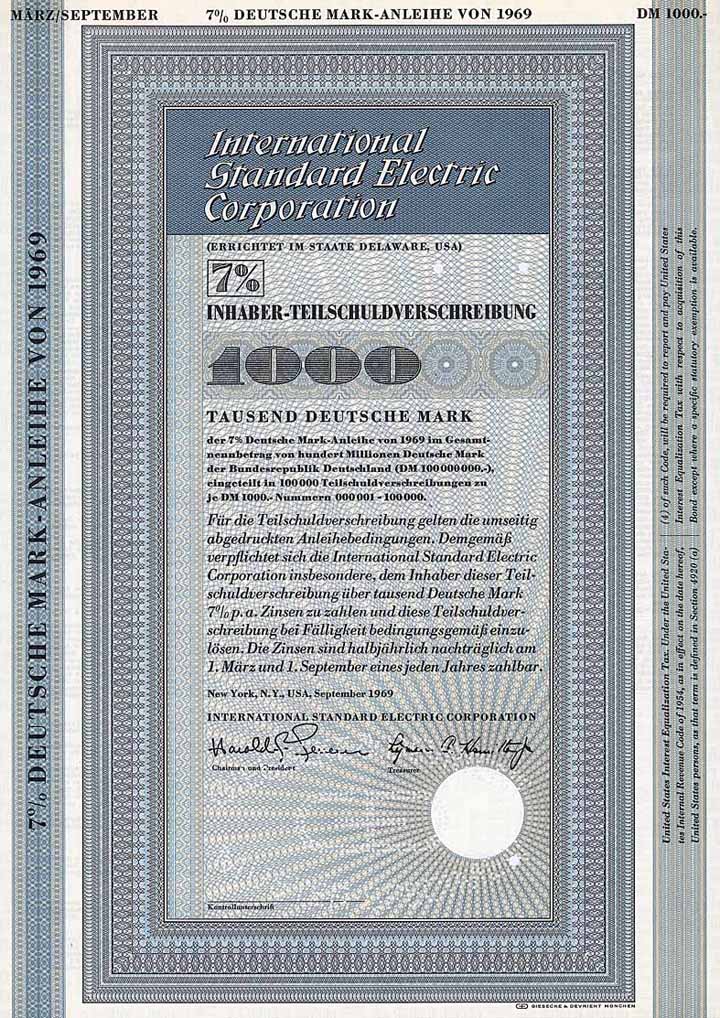 MÄRZ/SEPTEMBER 7% DEUTSCHE MARK-ANLEIHE VON 1969 DM 1000.-
7% DEUTSCHE MARK-ANLEIHE VON 1969
International
Standard Electric
Corporation
(ERRICHTET IM STAATE DELAWARE, USA)
7%
INHABER-TEILSCHULDVERSCHREIBUNG
1000
TAUSEND DEUTSCHE MARK
der 7% Deutsche Mark-Anleihe von 1969 im Gesamt-
nennbetrag von hundert Millionen Deutsche Mark
der Bundesrepublik Deutschland (DM 100 000 000,-),
eingeteilt in 100 000 Teilschuldverschreibungen zu
je DM 1000.- Nummern 000 001 - 100 000.
Für die Teilschuldverschreibung gelten die umseitig
abgedruckten Anleihebedingungen. Demgemäß
verpflichtet sich die International Standard Electric
Corporation insbesondere, dem Inhaber dieser Teil-
schuldverschreibung über tausend Deutsche Mark
7% p. a. Zinsen zu zahlen und diese Teilschuldver-
schreibung bei Fälligkeit bedingungsgemäß einzu-
lösen. Die Zinsen sind halbjährlich nachträglich am
1. März und 1. September eines jeden Jahres zahlbar.
New York, N.Y., USA, September 1969
INTERNATIONAL STANDARD ELECTRIC CORPORATION
Chairman und President Treasurer
Kontrollunterschrift
United States Interest Equalization Tax. Under the United Sta-
tes Internal Revenue Code of 1954, as in effect on the date hereof,
United States persons, as that term is defined in Section 4920 (a)
(4) of such Code, will be required to report and pay United States
Interest Equalization Tax with respect to acquisition of this
Bond except where a specific statutory exemption is available.
GIESECKE & DEVRIENT MÜNCHEN